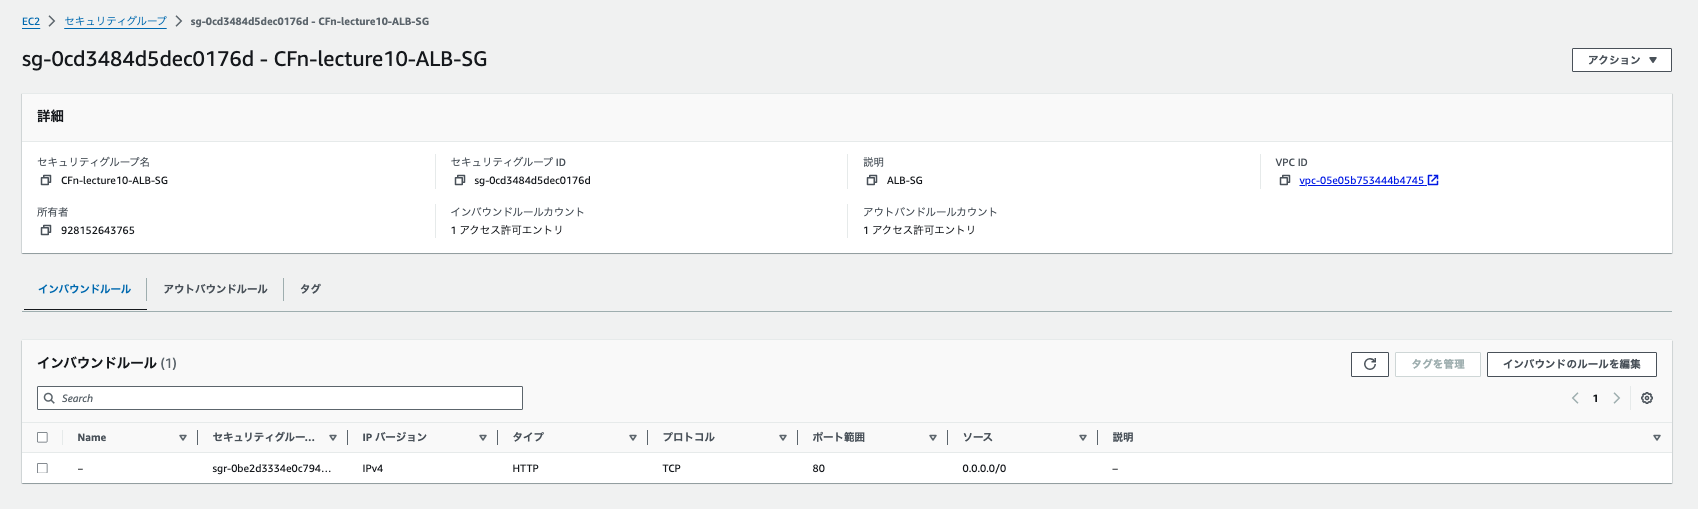 EC2 > セキュリティグループ > sg-0cd3484d5dec0176d - CFn-lecture10-ALB-SG
sg-0cd3484d5dec0176d - CFn-lecture10-ALB-SG
アクション
詳細
セキュリティグループ名 セキュリティグループ ID 説明 VPC ID
CFn-lecture10-ALB-SG sg-0cd3484d5dec0176d ALB-SG vpc-05e05b753444b4745
所有者 インバウンドルールカウント アウトバンドルールカウント
928152643765 1 アクセス許可エントリ 1 アクセス許可エントリ
インバウンドルール アウトバウンドルール タグ
インバウンドルール (1)
タグを管理 インバウンドのルールを編集
Search
1
Name セキュリティグルー... IP バージョン タイプ プロトコル ポート範囲 ソース 説明
– sgr-0be2d3334e0c794... IPv4 HTTP TCP 80 0.0.0.0/0 –